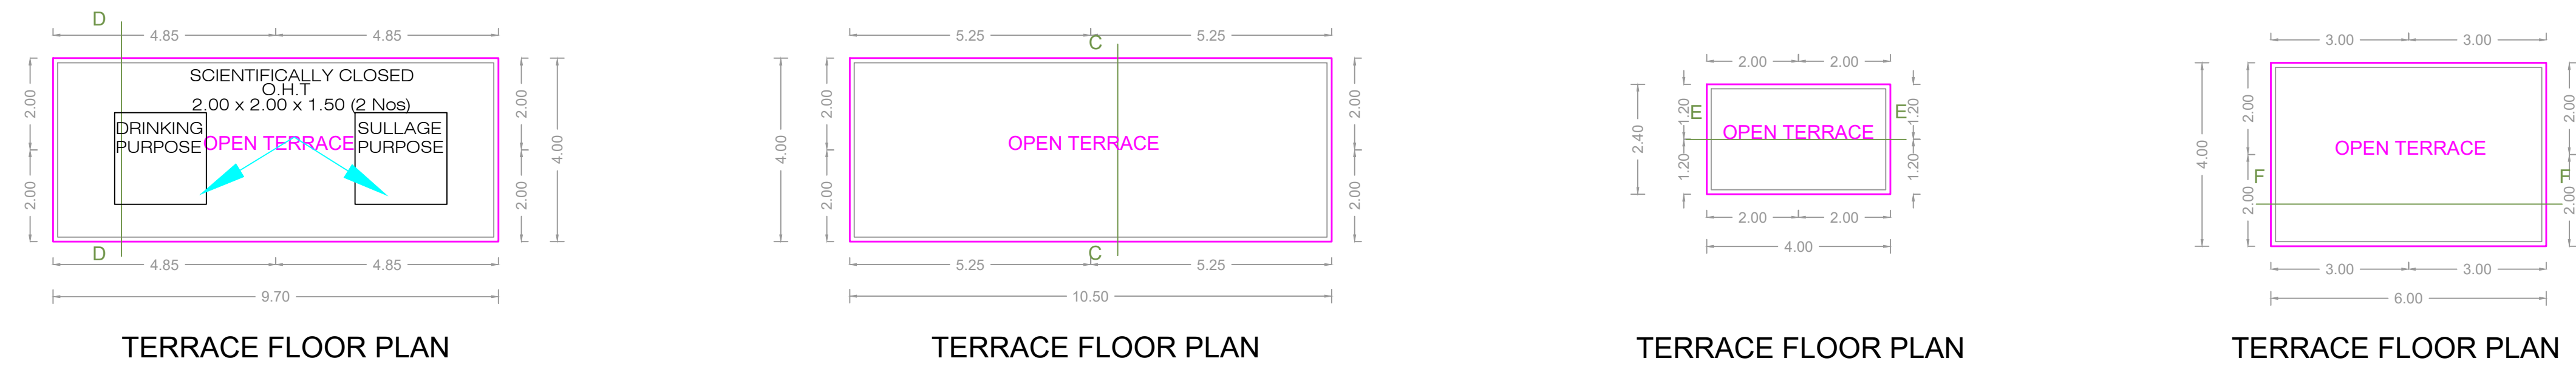 D
4.85 4.85
SCIENTIFICALLY CLOSED
O.H.T
2.00 x 2.00 x 1.50 (2 Nos)
DRINKING
PURPOSE
OPEN TERRACE
SULLAGE
PURPOSE
2.00
2.00
2.00
2.00
4.00
D
4.85 4.85
9.70
TERRACE FLOOR PLAN
5.25 5.25
C
4.00
2.00
2.00
OPEN TERRACE
2.00
2.00
C
5.25 5.25
10.50
TERRACE FLOOR PLAN
2.00 2.00
2.40
1.20
1.20
E
OPEN TERRACE
E
1.20
1.20
2.00 2.00
4.00
TERRACE FLOOR PLAN
3.00 3.00
4.00
2.00
2.00
OPEN TERRACE
F
F
2.00
2.00
3.00 3.00
6.00
TERRACE FLOOR PLAN